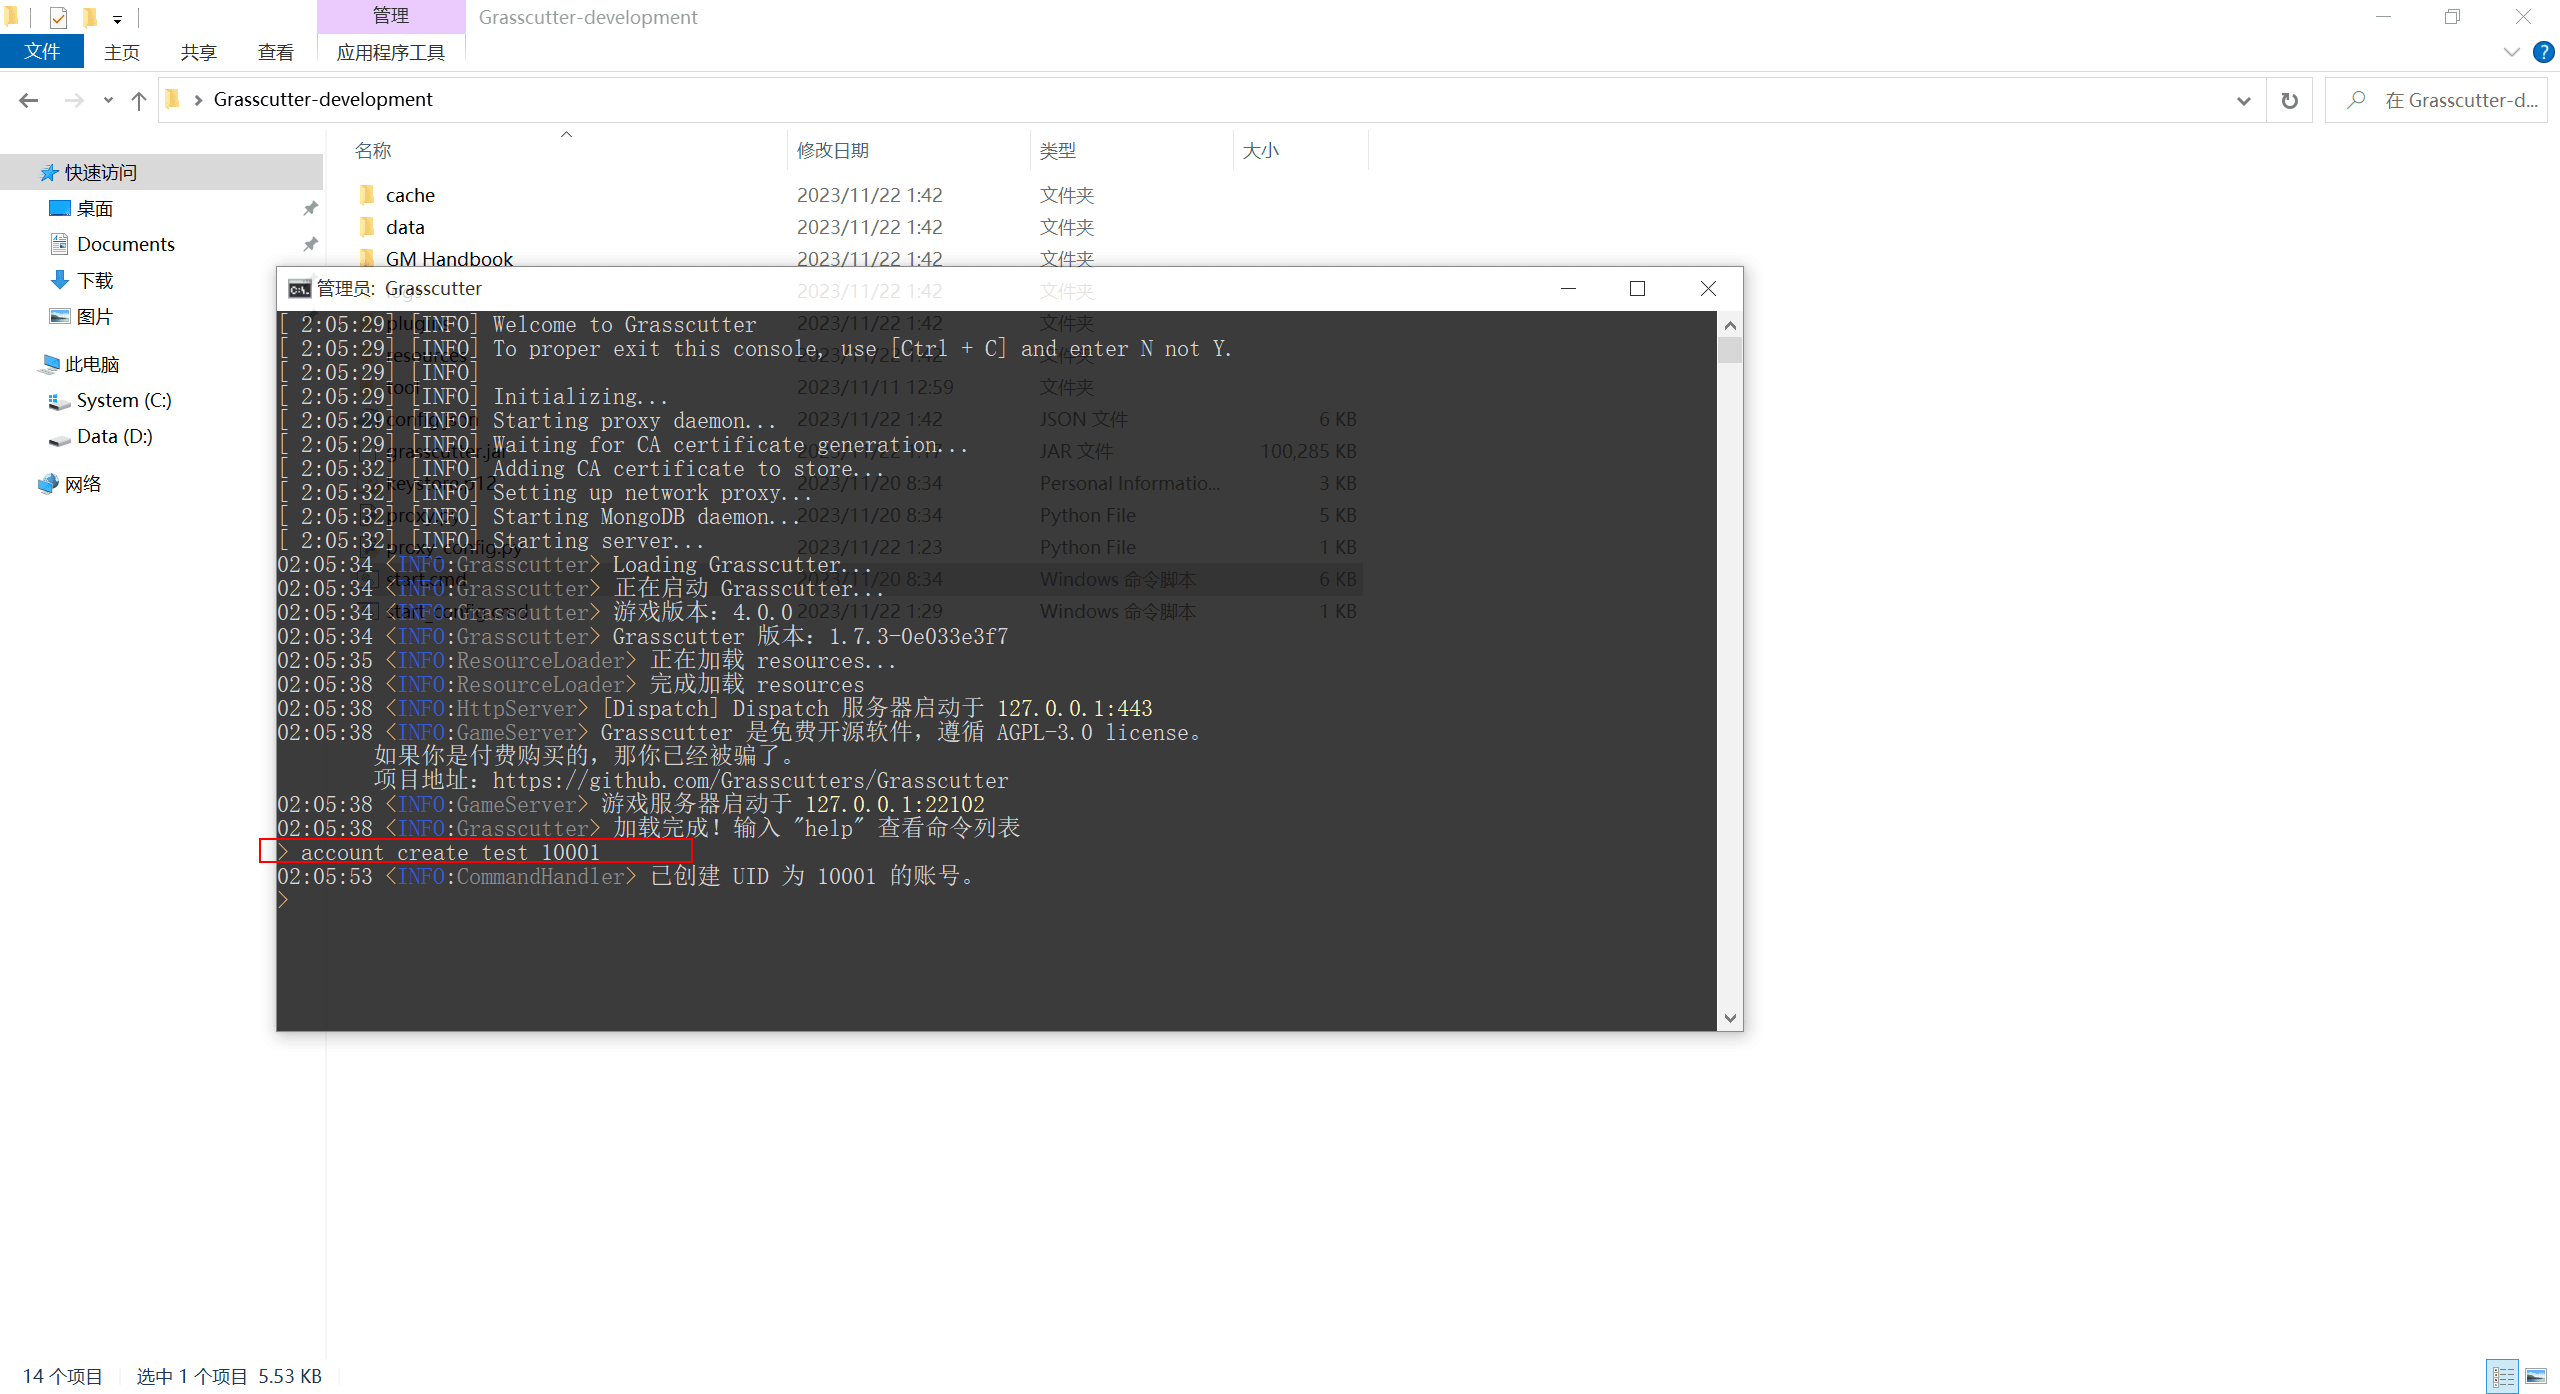 管理
Grasscutter-development
文件
主页
共享
查看
应用程序工具
Grasscutter-development
在 Grasscutter-d...
名称
修改日期
类型
大小
快速访问
桌面
Documents
下载
图片
此电脑
System (C:)
Data (D:)
网络
cache 2023/11/22 1:42 文件夹
data 2023/11/22 1:42 文件夹
GM Handbook 2023/11/22 1:42 文件夹
logs 2023/11/22 1:42 文件夹
plugins 2023/11/22 1:42 文件夹
resources 2023/11/22 1:42 文件夹
tool 2023/11/11 12:59 文件夹
2023/11/22 1:42 JSON 文件 6 KB
grasscutter.jar JAR 文件 100,285 KB
keystore.p12 2023/11/20 8:34 Personal Informatio... 3 KB
2023/11/20 8:34 Python File 5 KB
proxy_config.py 2023/11/22 1:23 Python File 1 KB
start.cmd 2023/11/20 8:34 Windows 命令脚本 6 KB
start_config.cmd 2023/11/22 1:29 Windows 命令脚本 1 KB
管理员: Grasscutter
[ 2:05:29] [INFO] Welcome to Grasscutter
[ 2:05:29] [INFO] To proper exit this console, use [Ctrl + C] and enter N not Y.
[ 2:05:29] [INFO]
[ 2:05:29] [INFO] Initializing...
[ 2:05:29] [INFO] Starting proxy daemon...
[ 2:05:29] [INFO] Waiting for CA certificate generation...
[ 2:05:32] [INFO] Adding CA certificate to store...
[ 2:05:32] [INFO] Setting up network proxy...
[ 2:05:32] [INFO] Starting MongoDB daemon...
[ 2:05:32] [INFO] Starting server...
02:05:34 <INFO:Grasscutter> Loading Grasscutter...
02:05:34 <INFO:Grasscutter> 正在启动 Grasscutter...
02:05:34 <INFO:Grasscutter> 游戏版本：4.0.0
02:05:34 <INFO:Grasscutter> Grasscutter 版本：1.7.3-0e033e3f7
02:05:35 <INFO:ResourceLoader> 正在加载 resources...
02:05:38 <INFO:ResourceLoader> 完成加载 resources
02:05:38 <INFO:HttpServer> [Dispatch] Dispatch 服务器启动于 127.0.0.1:443
02:05:38 <INFO:GameServer> Grasscutter 是免费开源软件，遵循 AGPL-3.0 license。
如果你是付费购买的，那你已经被骗了。
项目地址：https://github.com/Grasscutters/Grasscutter
02:05:38 <INFO:GameServer> 游戏服务器启动于 127.0.0.1:22102
02:05:38 <INFO:Grasscutter> 加载完成！输入 "help" 查看命令列表
> account create test 10001
02:05:53 <INFO:CommandHandler> 已创建 UID 为 10001 的账号。
>
14 个项目
选中 1 个项目 5.53 KB